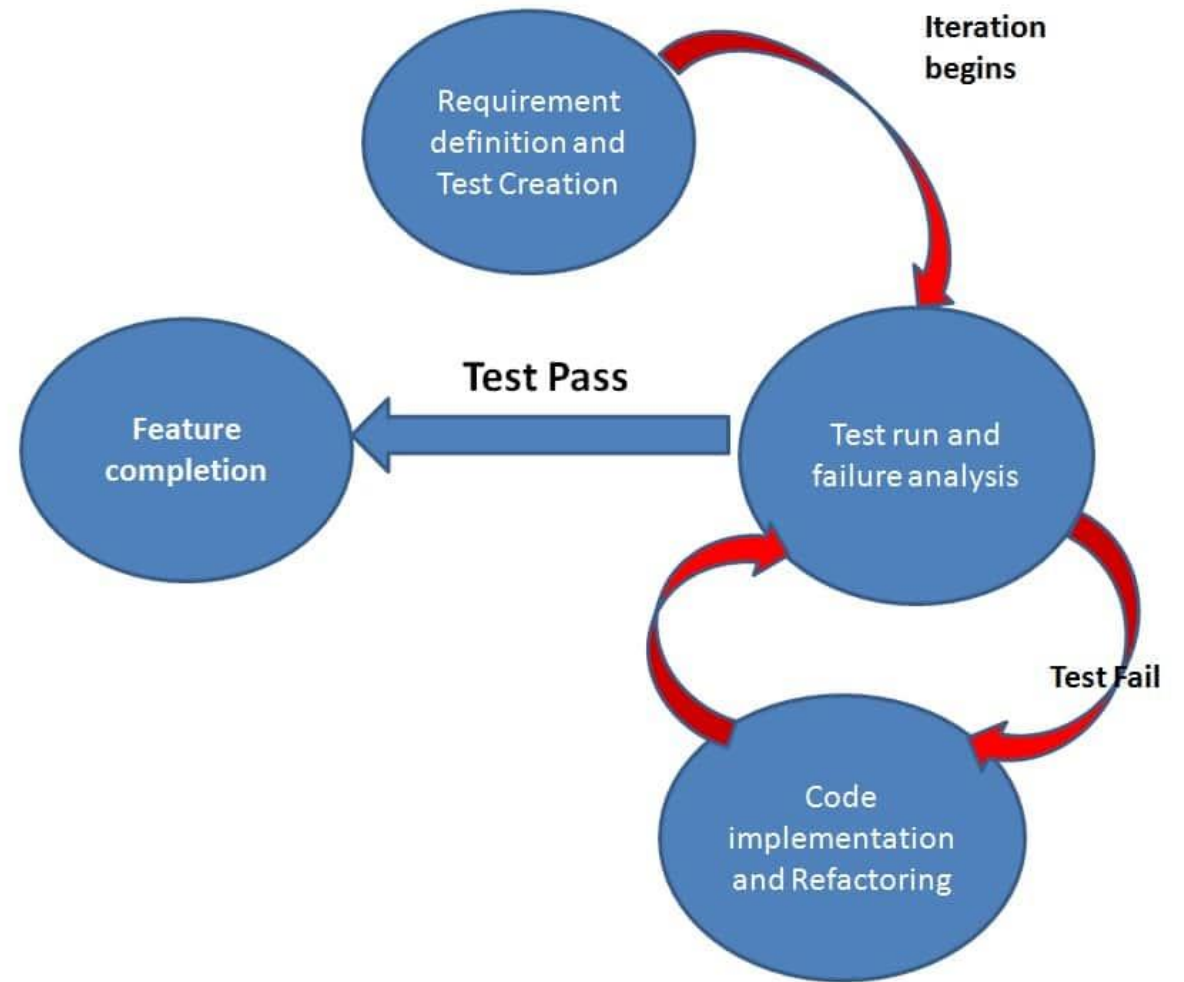 Iteration
begins
Requirement
definition and
Test Creation
Test Pass
Feature
completion
Test run and
failure analysis
Test Fail
Code
implementation
and Refactoring